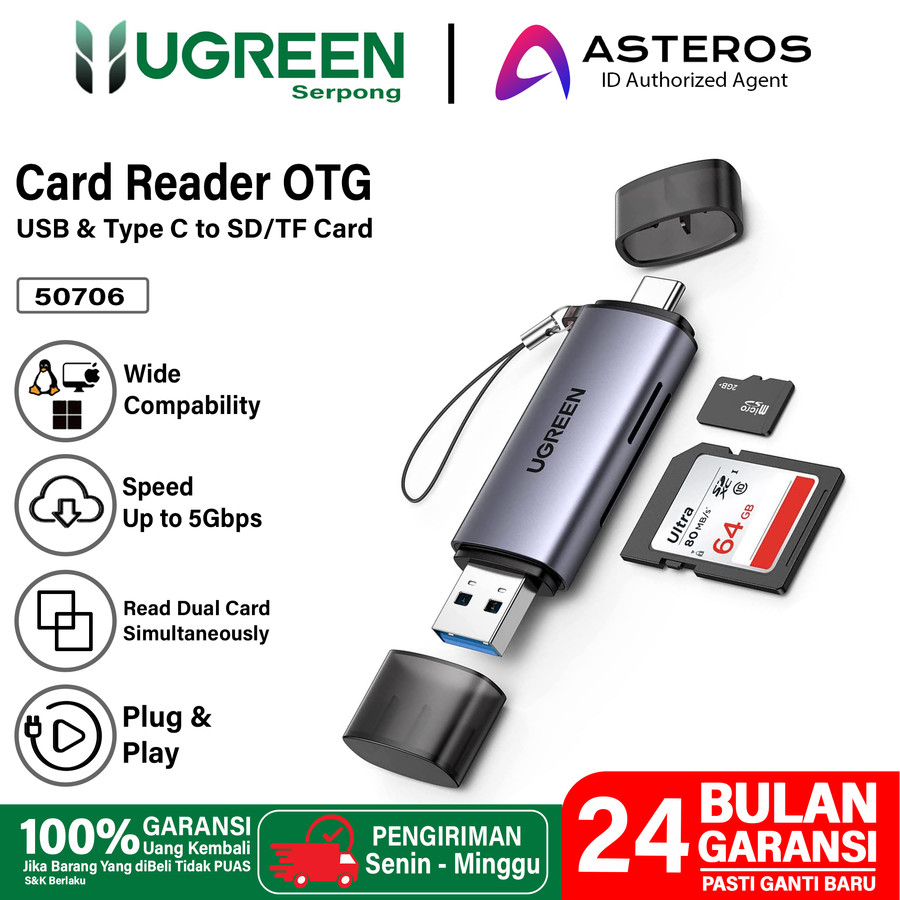 UGREEN
Serpong
ASTEROS
ID Authorized Agent
Card Reader OTG
USB & Type C to SD/TF Card
50706
Wide
Compability
Speed
Up to 5Gbps
Read Dual Card
Simultaneously
Plug &
Play
UGREEN
2GB
micro
SD
Ultra
80 MB/s
SDXC I
10
64 GB
100% GARANSI
Uang Kembali
Jika Barang Yang diBeli Tidak PUAS
S&K Berlaku
PENGIRIMAN
Senin - Minggu
24 BULAN
GARANSI
PASTI GANTI BARU